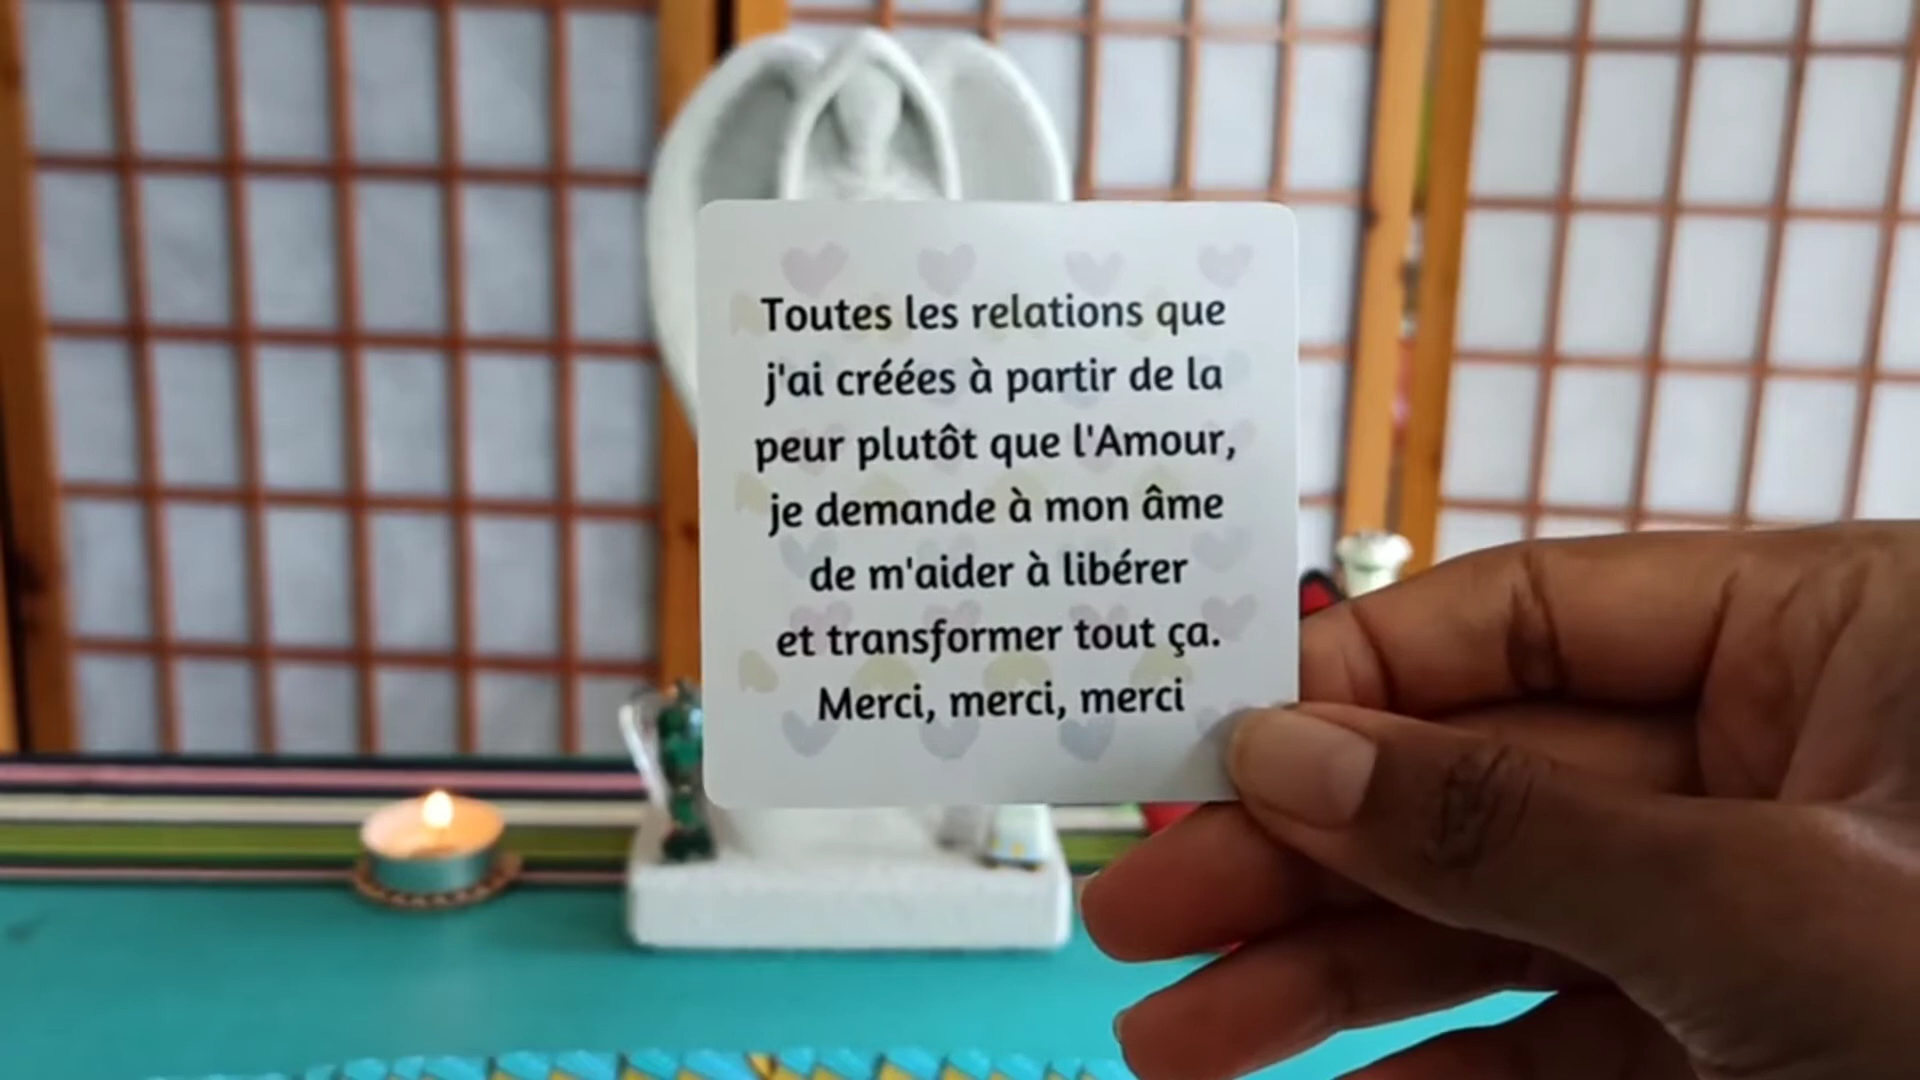 Toutes les relations que
j'ai créées à partir de la
peur plutôt que l'Amour,
je demande à mon âme
de m'aider à libérer
et transformer tout ça.
Merci, merci, merci